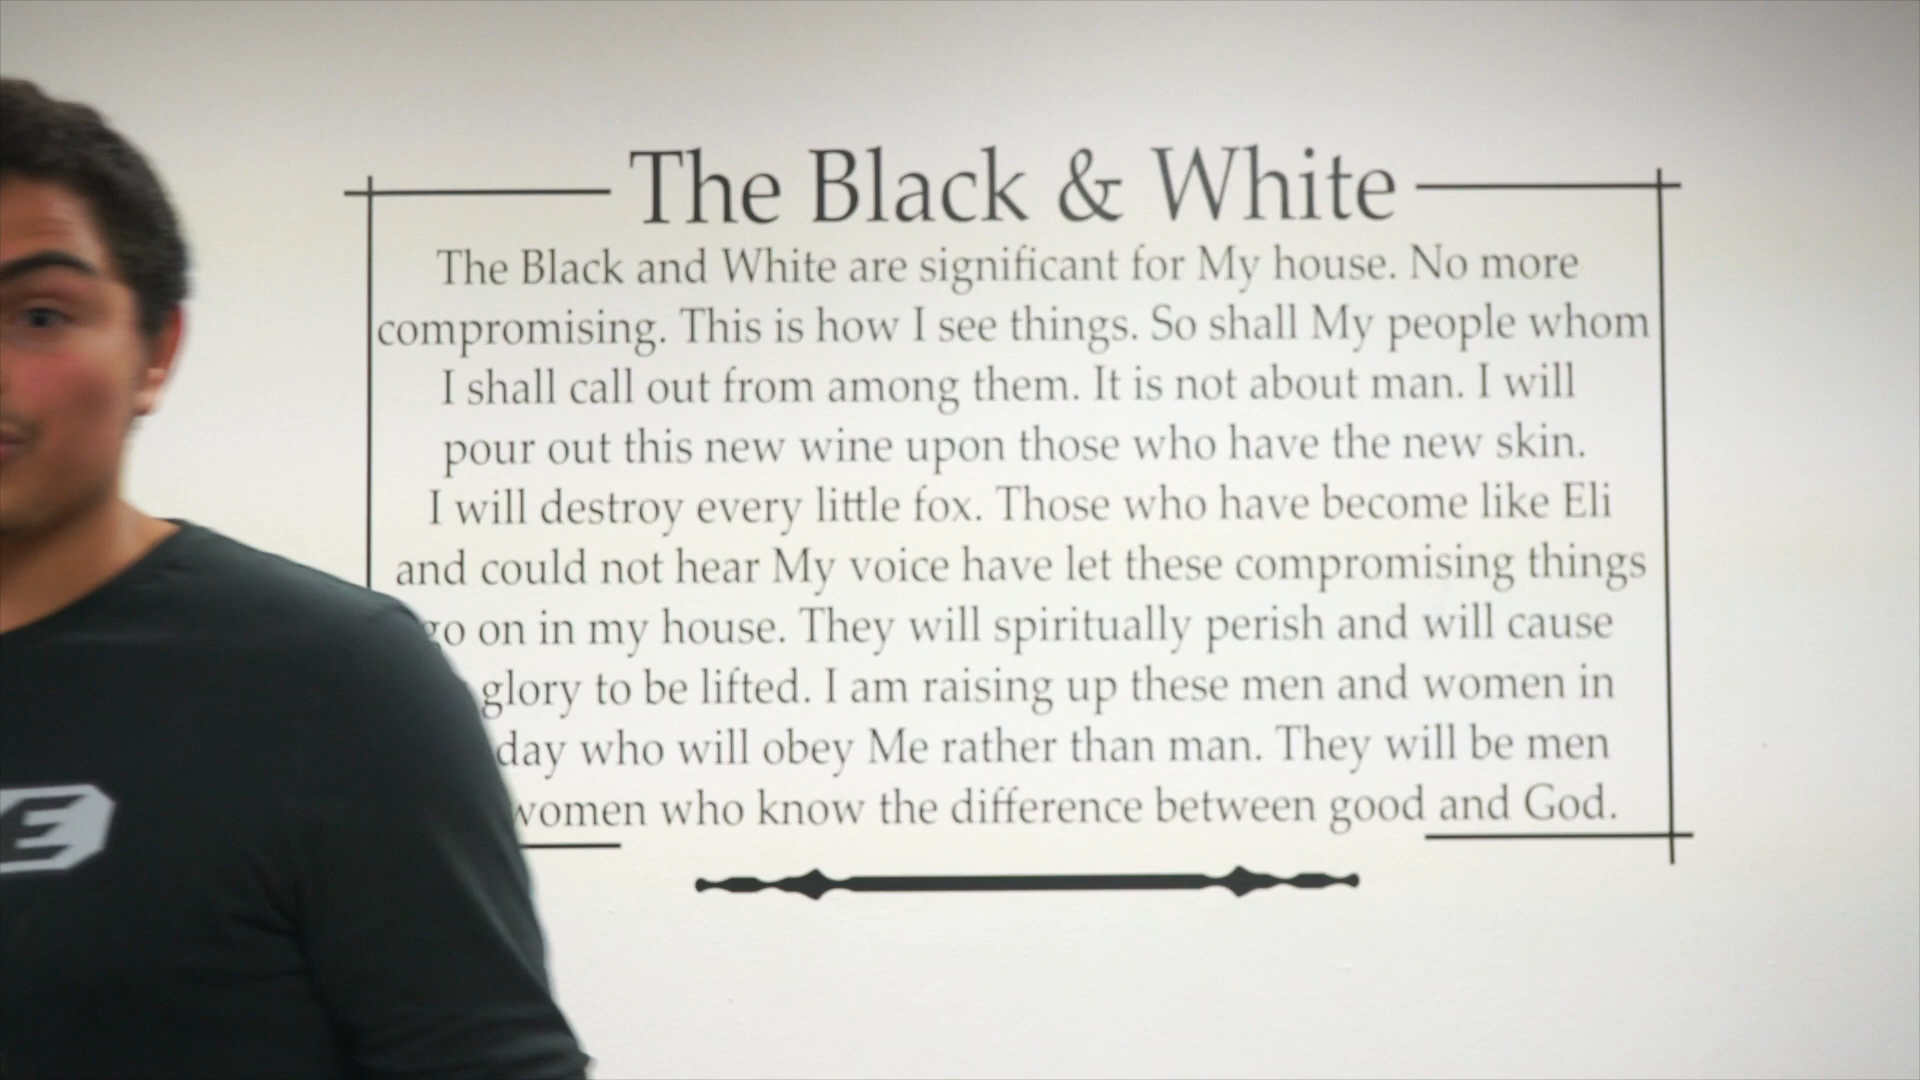 The Black & White
The Black and White are significant for My house. No more
compromising. This is how I see things. So shall My people whom
I shall call out from among them. It is not about man. I will
pour out this new wine upon those who have the new skin.
I will destroy every little fox. Those who have become like Eli
and could not hear My voice have let these compromising things
go on in my house. They will spiritually perish and will cause
glory to be lifted. I am raising up these men and women in
day who will obey Me rather than man. They will be men
women who know the difference between good and God.